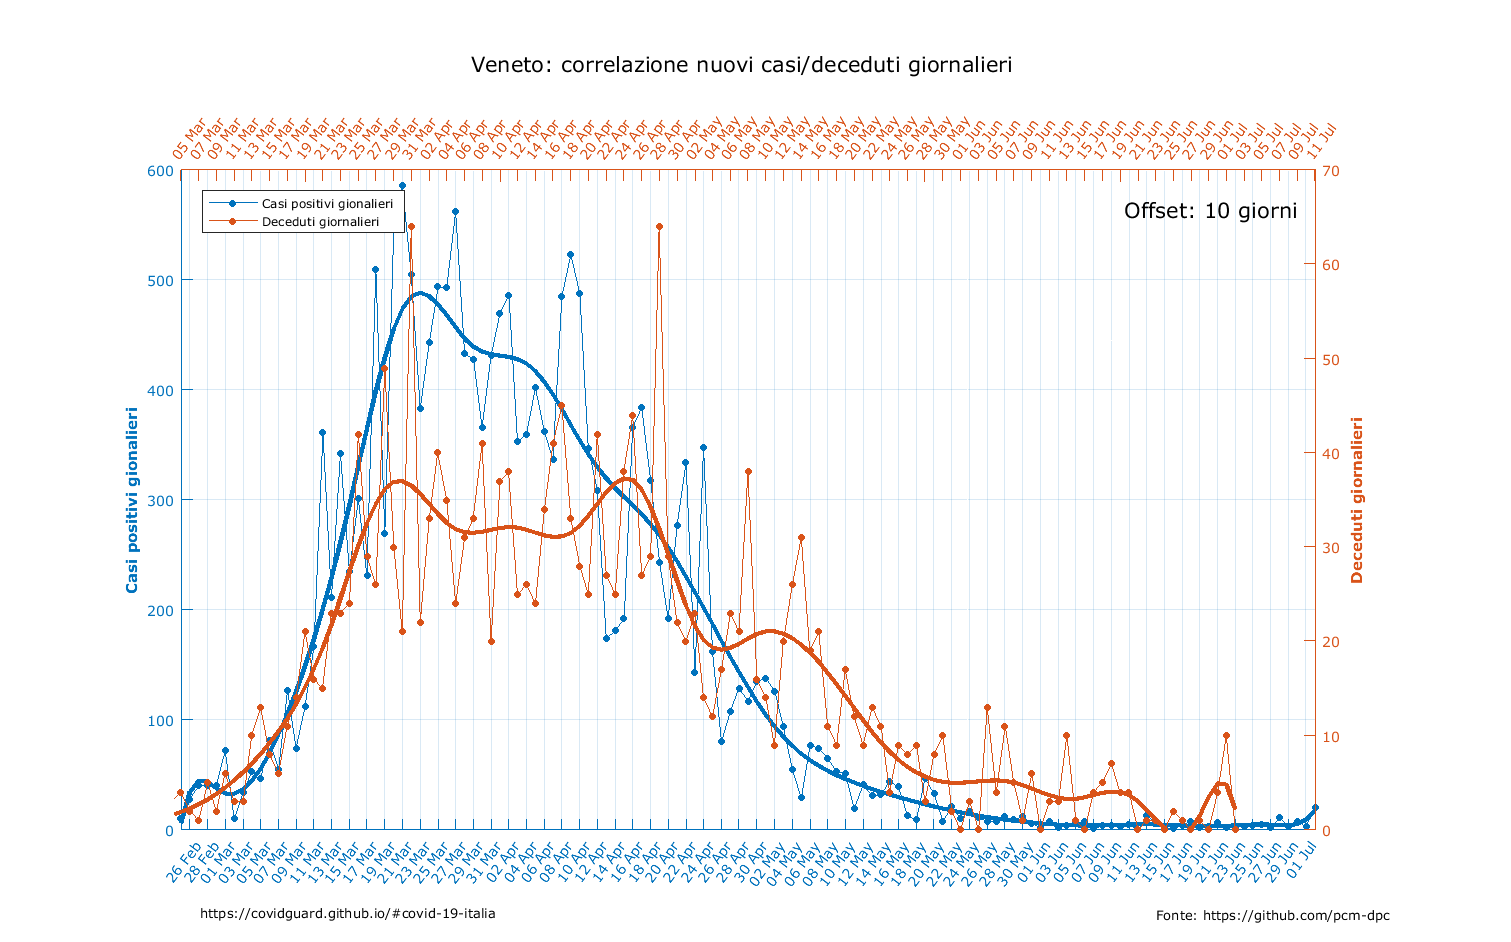 Veneto: correlazione nuovi casi/deceduti giornalieri
05 Mar 07 Mar 09 Mar 11 Mar 13 Mar 15 Mar 17 Mar 19 Mar 21 Mar 23 Mar 25 Mar 27 Mar 29 Mar 31 Mar 02 Apr 04 Apr 06 Apr 08 Apr 10 Apr 12 Apr 14 Apr 16 Apr 18 Apr 20 Apr 22 Apr 24 Apr 26 Apr 28 Apr 30 Apr 02 May 04 May 06 May 08 May 10 May 12 May 14 May 16 May 18 May 20 May 22 May 24 May 26 May 28 May 30 May 01 Jun 03 Jun 05 Jun 07 Jun 09 Jun 11 Jun 13 Jun 15 Jun 17 Jun 19 Jun 21 Jun 23 Jun 25 Jun 27 Jun 29 Jun 01 Jul 03 Jul 05 Jul 07 Jul 09 Jul 11 Jul
600
500
400
300
200
100
0
Casi positivi gionalieri
Casi positivi gionalieri
Deceduti giornalieri
Offset: 10 giorni
70
60
50
40
30
20
10
0
Deceduti giornalieri
26 Feb 28 Feb 01 Mar 03 Mar 05 Mar 07 Mar 09 Mar 11 Mar 13 Mar 15 Mar 17 Mar 19 Mar 21 Mar 23 Mar 25 Mar 27 Mar 29 Mar 31 Mar 02 Apr 04 Apr 06 Apr 08 Apr 10 Apr 12 Apr 14 Apr 16 Apr 18 Apr 20 Apr 22 Apr 24 Apr 26 Apr 28 Apr 30 Apr 02 May 04 May 06 May 08 May 10 May 12 May 14 May 16 May 18 May 20 May 22 May 24 May 26 May 28 May 30 May 01 Jun 03 Jun 05 Jun 07 Jun 09 Jun 11 Jun 13 Jun 15 Jun 17 Jun 19 Jun 21 Jun 23 Jun 25 Jun 27 Jun 29 Jun 01 Jul
https://covidguard.github.io/#covid-19-italia
Fonte: https://github.com/pcm-dpc